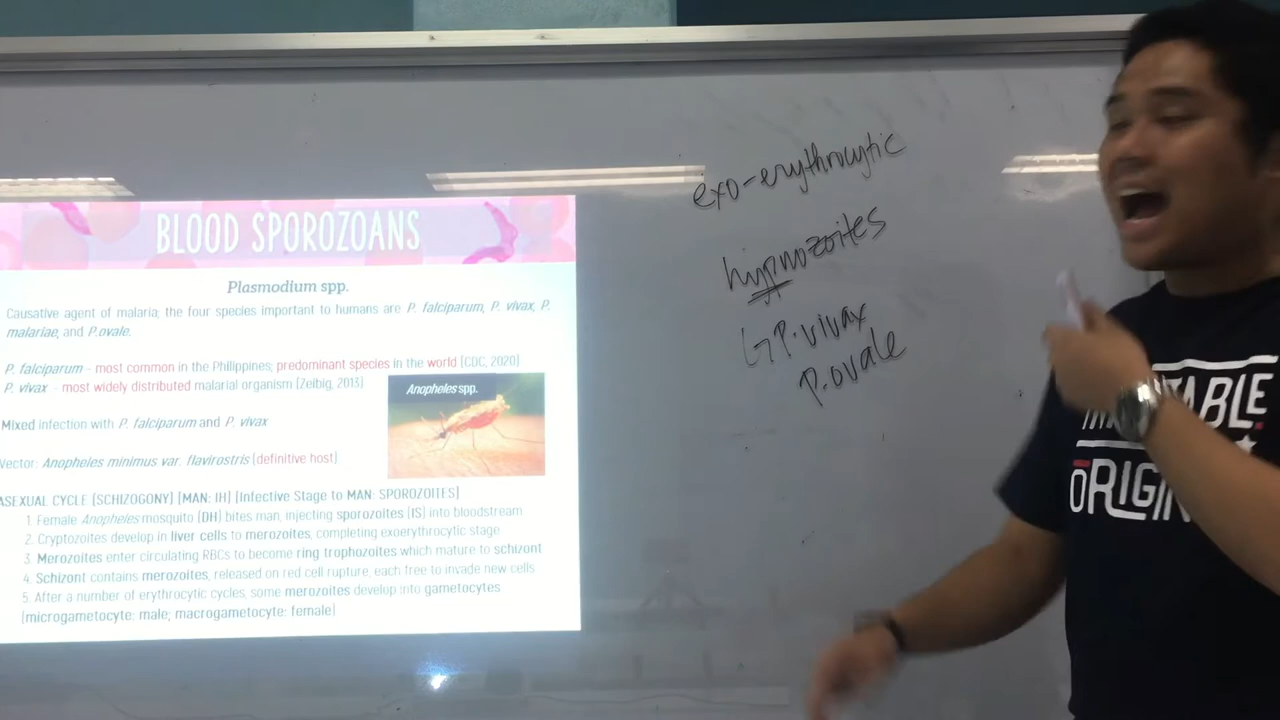 BLOOD SPOROZOANS
Plasmodium spp.
Causative agent of malaria; the four species important to humans are P. falciparum, P. vivax, P.
malariae, and P.ovale.
P. falciparum - most common in the Philippines; predominant species in the world (CDC, 2020)
P. vivax - most widely distributed malarial organism (Zeibig, 2013)
Anopheles spp.
Mixed infection with P. falciparum and P. vivax
Vector: Anopheles minimus var. flavirostris (definitive host)
ASEXUAL CYCLE (SCHIZOGONY) [MAN: IH] [Infective Stage to MAN: SPOROZOITES]
1. Female Anopheles mosquito (DH) bites man, injecting sporozoites (IS) into bloodstream
2. Cryptozoites develop in liver cells to merozoites, completing exoerythrocytic stage
3. Merozoites enter circulating RBCs to become ring trophozoites which mature to schizont
4. Schizont contains merozoites, released on red cell rupture, each free to invade new cells
5. After a number of erythrocytic cycles, some merozoites develop into gametocytes
[microgametocyte: male; macrogametocyte: female]
exo-erythrocytic
hypnozoites
P. vivax
P. ovale
ABLE
ORIGIN